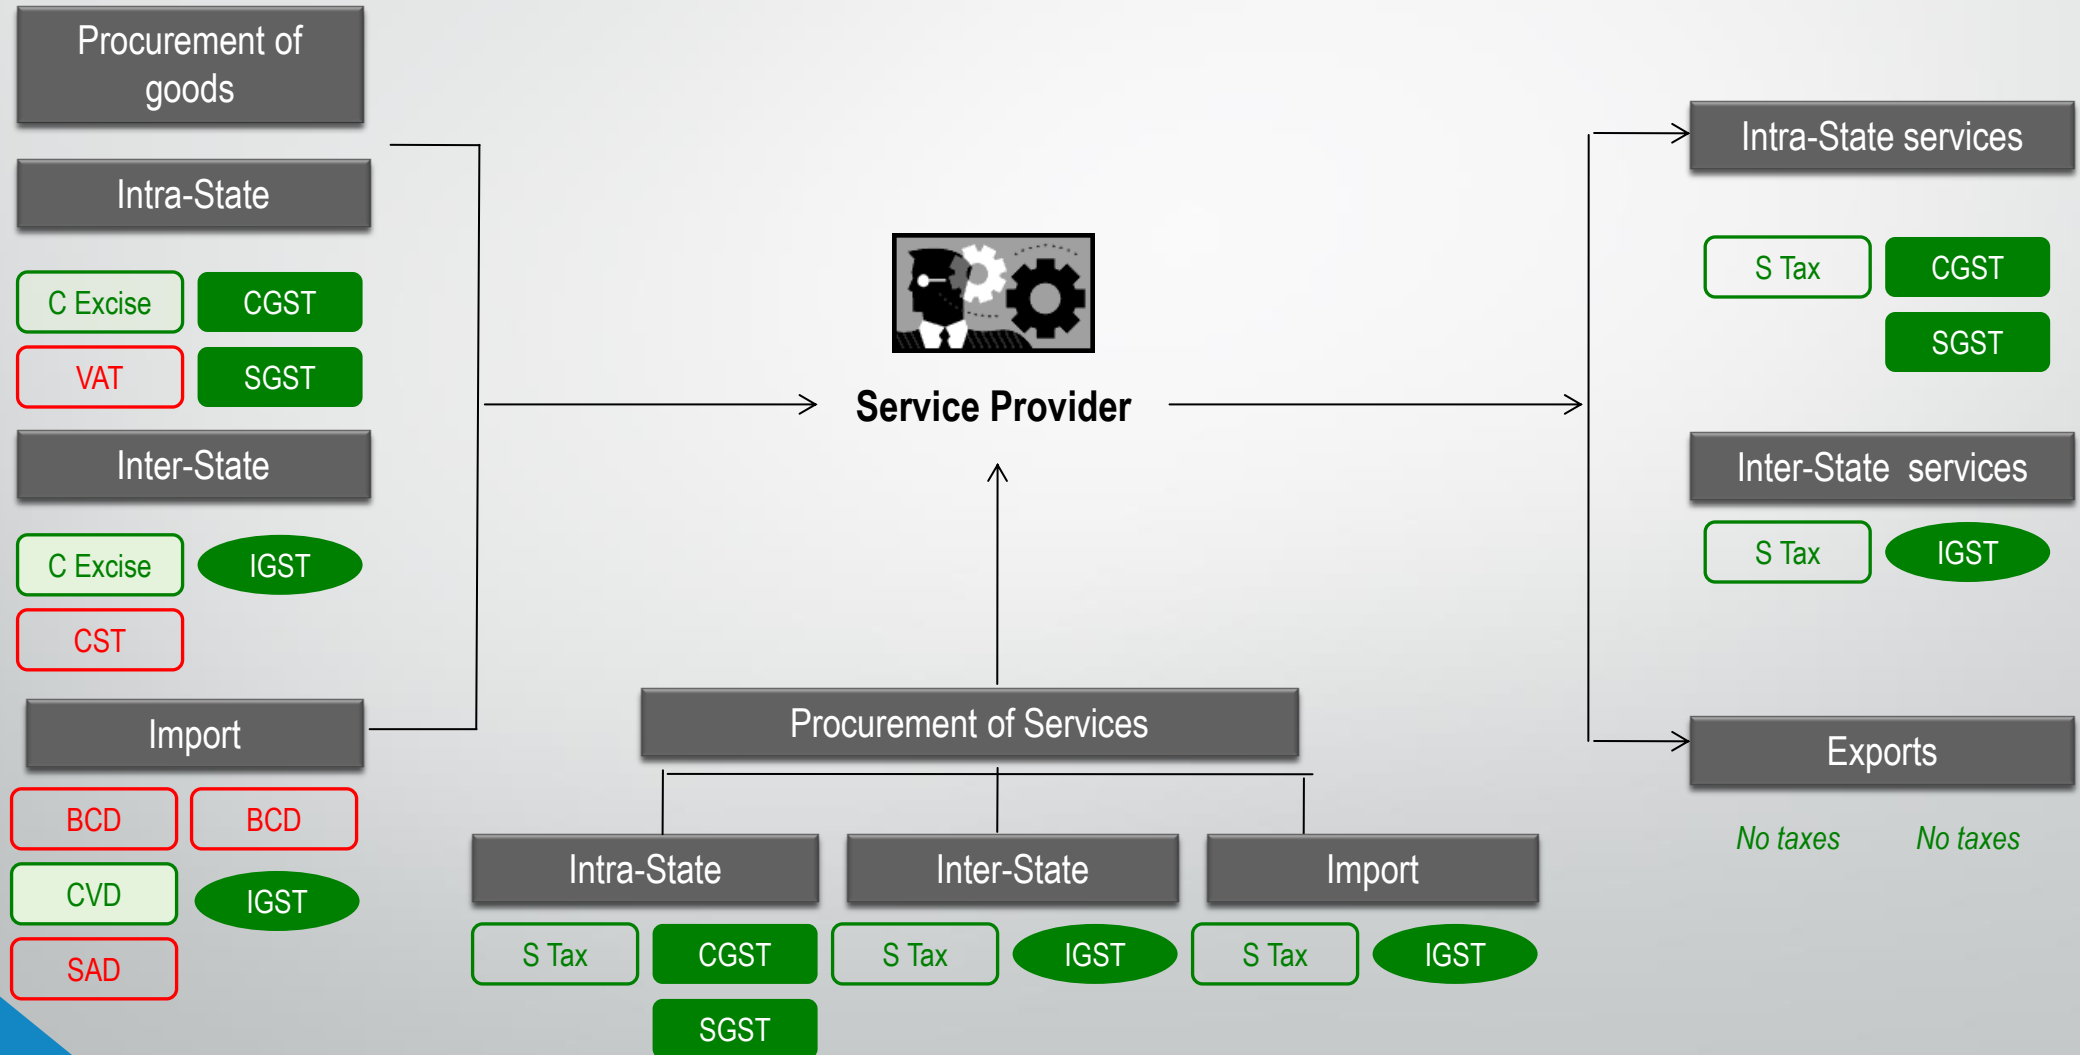 Procurement of
goods
Intra-State
C Excise
CGST
VAT
SGST
Inter-State
C Excise
IGST
CST
Import
BCD
BCD
CVD
IGST
SAD
Service Provider
Procurement of Services
Intra-State
Inter-State
Import
S Tax
CGST
S Tax
IGST
S Tax
IGST
SGST
Intra-State services
S Tax
CGST
SGST
Inter-State services
S Tax
IGST
Exports
No taxes
No taxes